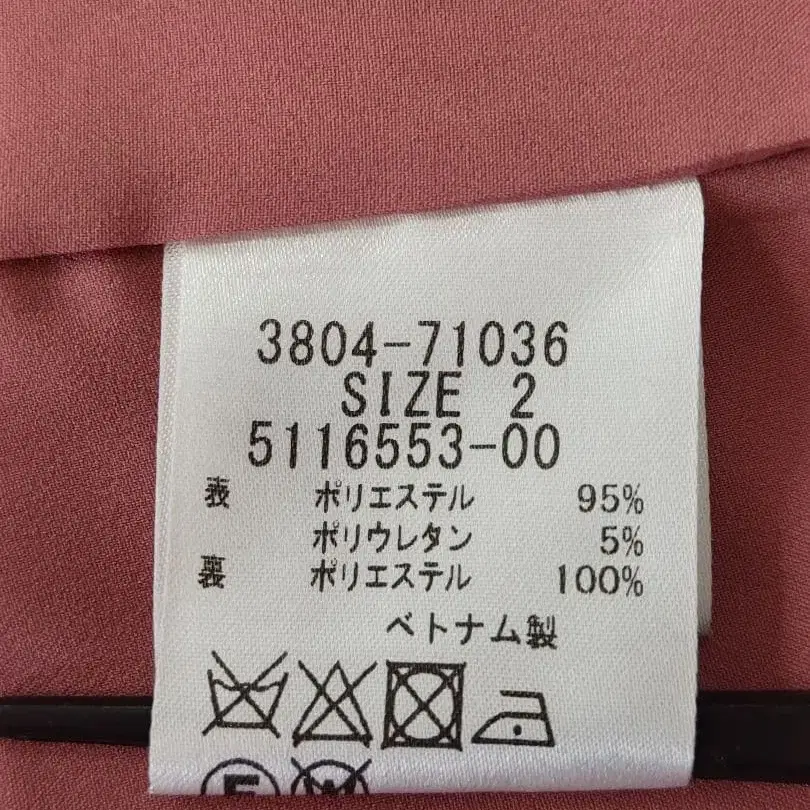 3804-71036
SIZE 2
5116553-00
表 ポリエステル 95%
ポリウレタン 5%
裏 ポリエステル 100%
ベトナム製
F W